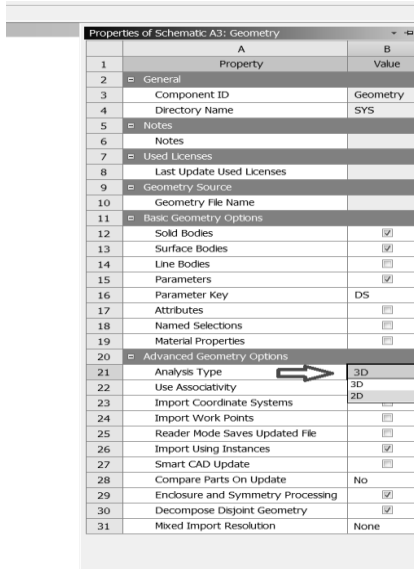 Properties of Schematic A3: Geometry
A B
1 Property Value
2 General
3 Component ID Geometry
4 Directory Name SYS
5 Notes
6 Notes
7 Used Licenses
8 Last Update Used Licenses
9 Geometry Source
10 Geometry File Name
11 Basic Geometry Options
12 Solid Bodies
13 Surface Bodies
14 Line Bodies
15 Parameters
16 Parameter Key DS
17 Attributes
18 Named Selections
19 Material Properties
20 Advanced Geometry Options
21 Analysis Type 3D
3D
22 Use Associativity
2D
23 Import Coordinate Systems
24 Import Work Points
25 Reader Mode Saves Updated File
26 Import Using Instances
27 Smart CAD Update
28 Compare Parts On Update No
29 Enclosure and Symmetry Processing
30 Decompose Disjoint Geometry
31 Mixed Import Resolution None